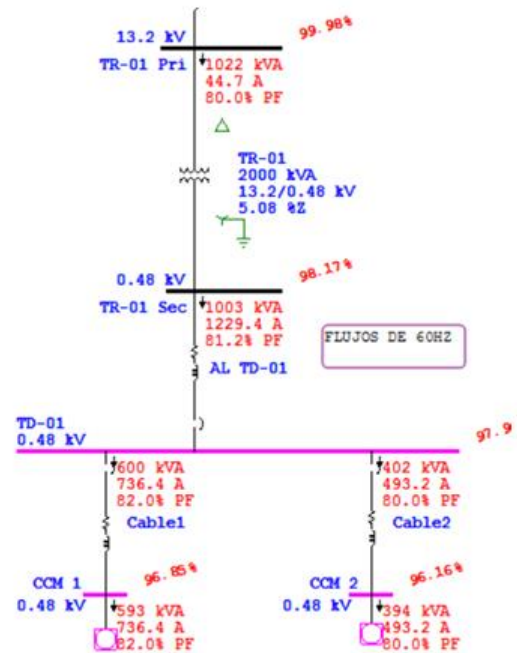 99.98%
13.2 kV
TR-01 Pri
1022 kVA
44.7 A
80.0% PF
TR-01
2000 kVA
13.2/0.48 kV
5.08 %Z
98.17%
0.48 kV
TR-01 Sec
1003 kVA
1229.4 A
81.2% PF
FLUJOS DE 60HZ
AL TD-01
TD-01
0.48 kV
97.9
600 kVA
736.4 A
82.0% PF
402 kVA
493.2 A
80.0% PF
Cable1
Cable2
96.85%
96.16%
CCM 1
0.48 kV
593 kVA
736.4 A
82.0% PF
CCM 2
0.48 kV
394 kVA
493.2 A
80.0% PF